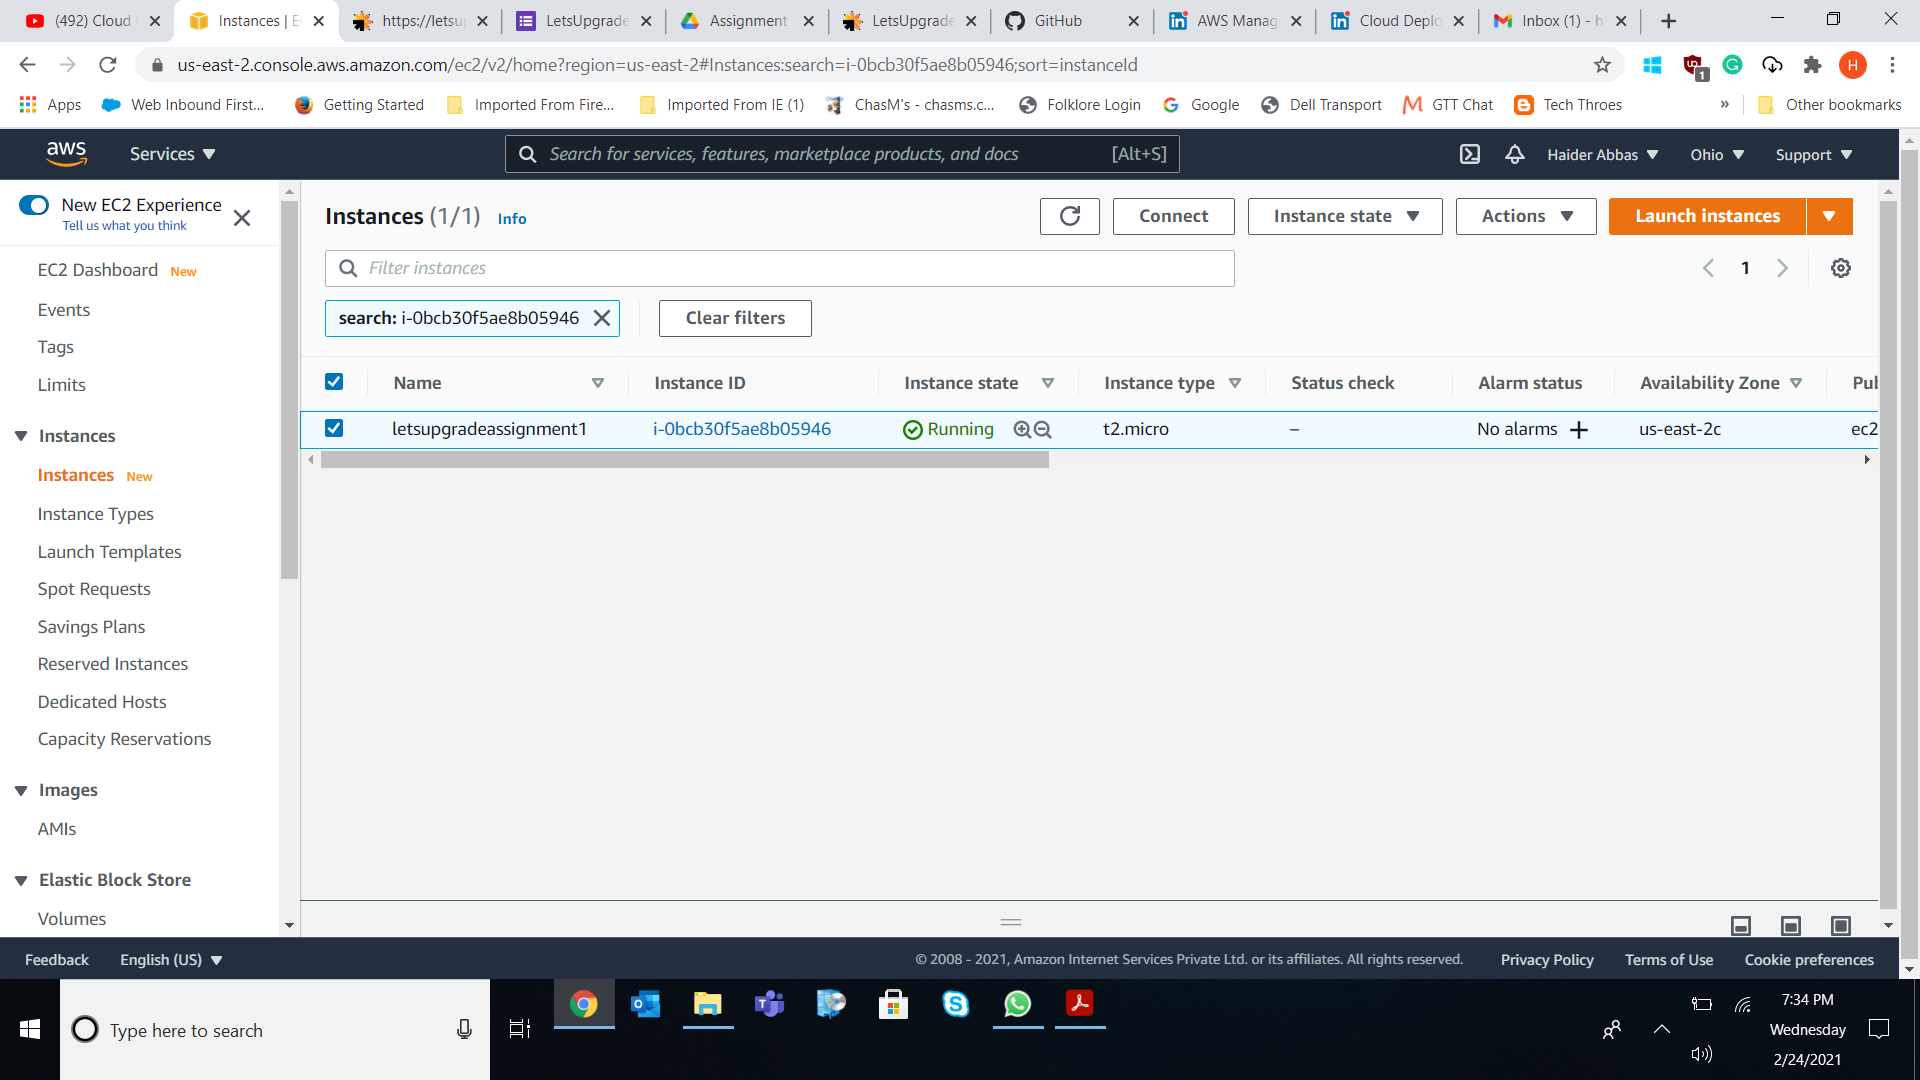 (492) Cloud
Instances | E
https://letsu
LetsUpgrade
Assignment
LetsUpgrade
GitHub
AWS Manag
Cloud Deplo
Inbox (1) - h
us-east-2.console.aws.amazon.com/ec2/v2/home?region=us-east-2#Instances:search=i-0bcb30f5ae8b05946;sort=instanceId
1
H
Apps
Web Inbound First...
Getting Started
Imported From Fire...
Imported From IE (1)
ChasM's - chasms.c...
Folklore Login
Google
Dell Transport
GTT Chat
Tech Throes
»
Other bookmarks
aws
Services
Search for services, features, marketplace products, and docs
[Alt+S]
Haider Abbas
Ohio
Support
New EC2 Experience
Tell us what you think
EC2 Dashboard New
Events
Tags
Limits
Instances
Instances New
Instance Types
Launch Templates
Spot Requests
Savings Plans
Reserved Instances
Dedicated Hosts
Capacity Reservations
Images
AMIs
Elastic Block Store
Volumes
Instances (1/1) Info
Connect
Instance state
Actions
Launch instances
Filter instances
1
search: i-0bcb30f5ae8b05946
Clear filters
Name
Instance ID
Instance state
Instance type
Status check
Alarm status
Availability Zone
Pul
letsupgradeassignment1
i-0bcb30f5ae8b05946
Running
t2.micro
–
No alarms
us-east-2c
ec2
Feedback
English (US)
© 2008 - 2021, Amazon Internet Services Private Ltd. or its affiliates. All rights reserved.
Privacy Policy
Terms of Use
Cookie preferences
Type here to search
7:34 PM
Wednesday
2/24/2021